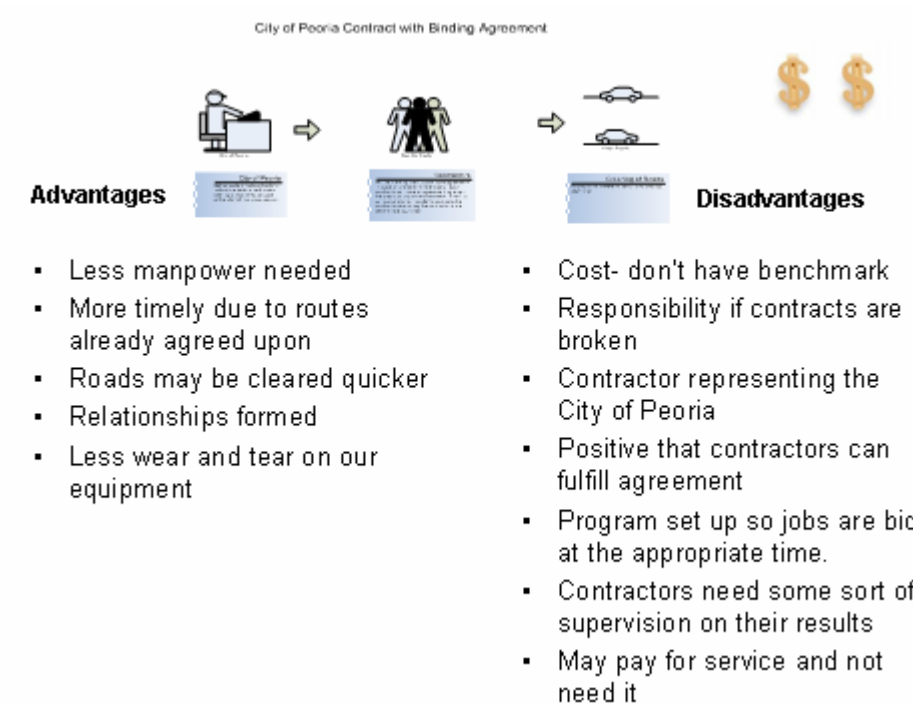 City of Peoria Contract with Binding Agreement
City of Peoria
Advantages
Disadvantages
Less manpower needed
More timely due to routes
already agreed upon
Roads may be cleared quicker
Relationships formed
Less wear and tear on our
equipment
Cost- don't have benchmark
Responsibility if contracts are
broken
Contractor representing the
City of Peoria
Positive that contractors can
fulfill agreement
Program set up so jobs are bid
at the appropriate time.
Contractors need some sort of
supervision on their results
May pay for service and not
need it